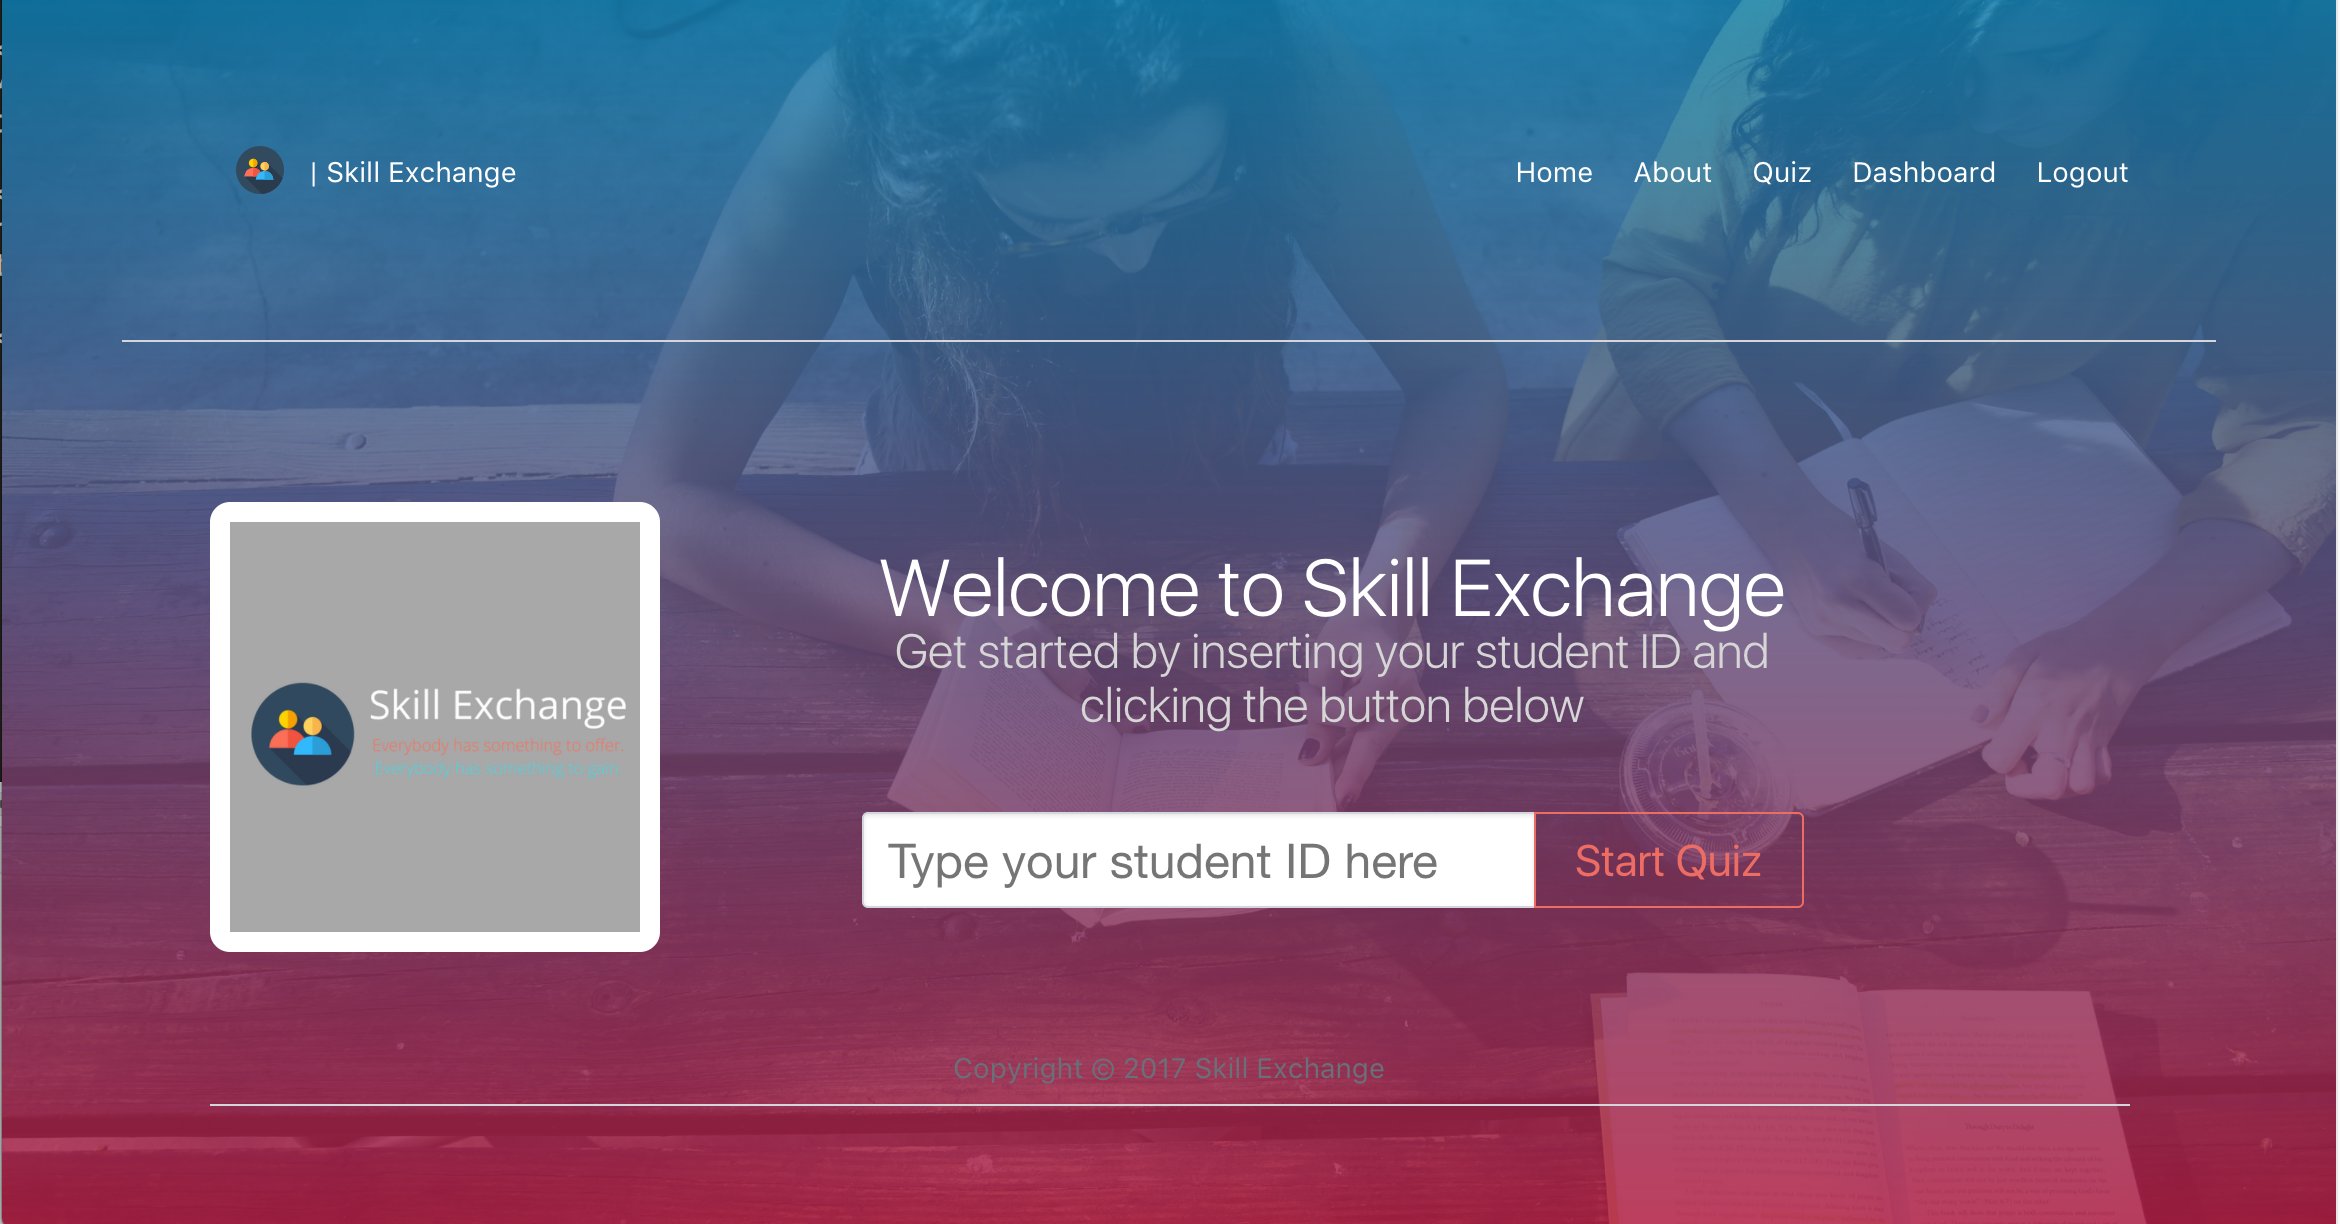 | Skill Exchange
Home About Quiz Dashboard Logout
Skill Exchange
Everybody has something to offer.
Everybody has something to gain.
Welcome to Skill Exchange
Get started by inserting your student ID and
clicking the button below
Type your student ID here
Start Quiz
Copyright © 2017 Skill Exchange